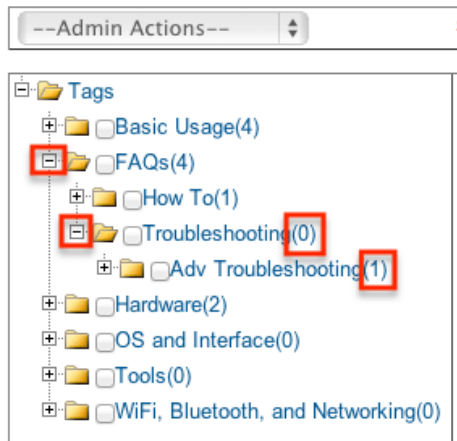 --Admin Actions--
Tags
Basic Usage(4)
FAQs(4)
How To(1)
Troubleshooting(0)
Adv Troubleshooting(1)
Hardware(2)
OS and Interface(0)
Tools(0)
WiFi, Bluetooth, and Networking(0)